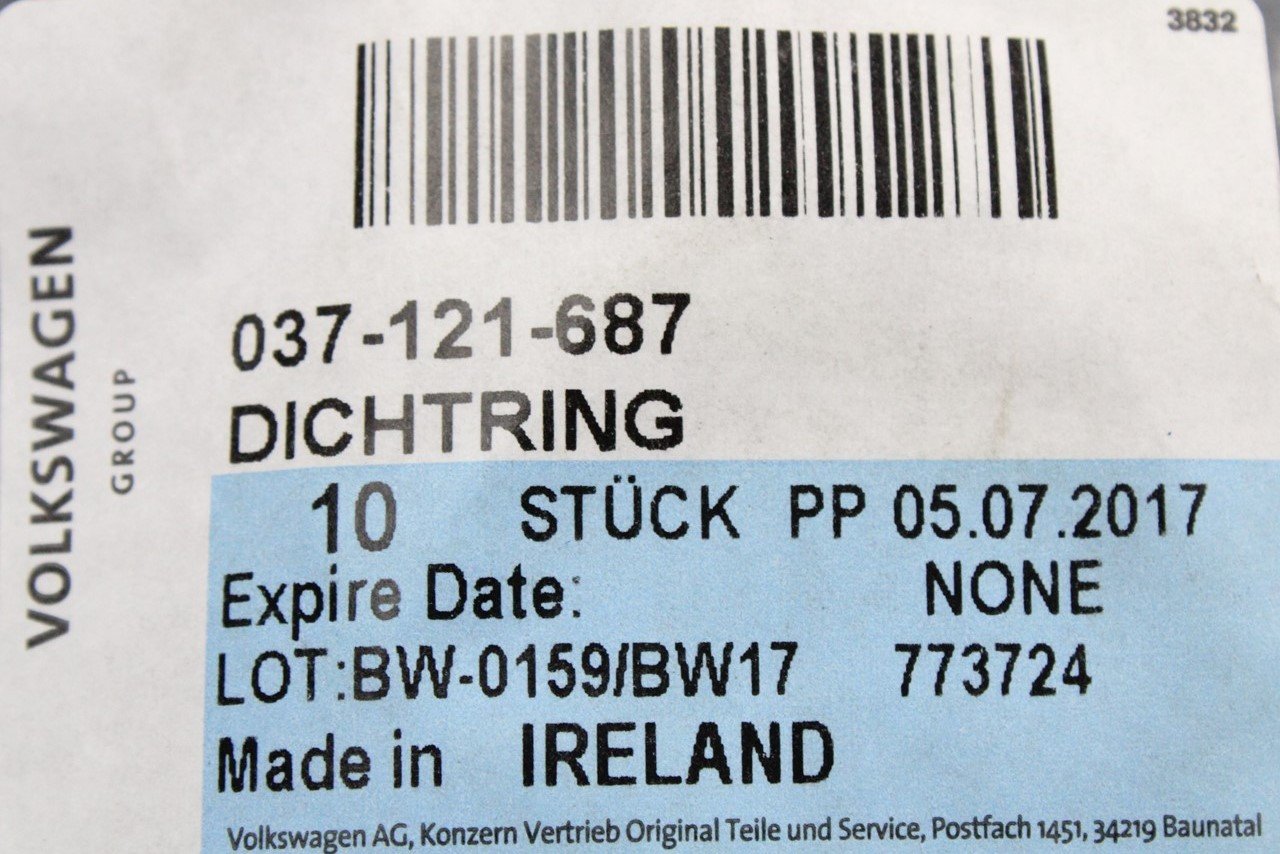 3832
037-121-687
DICHTRING
10 STÜCK PP 05.07.2017
Expire Date: NONE
LOT:BW-0159/BW17 773724
Made in IRELAND
Volkswagen AG, Konzern Vertrieb Original Teile und Service, Postfach 1451, 34219 Baunatal
VOLKSWAGEN
GROUP